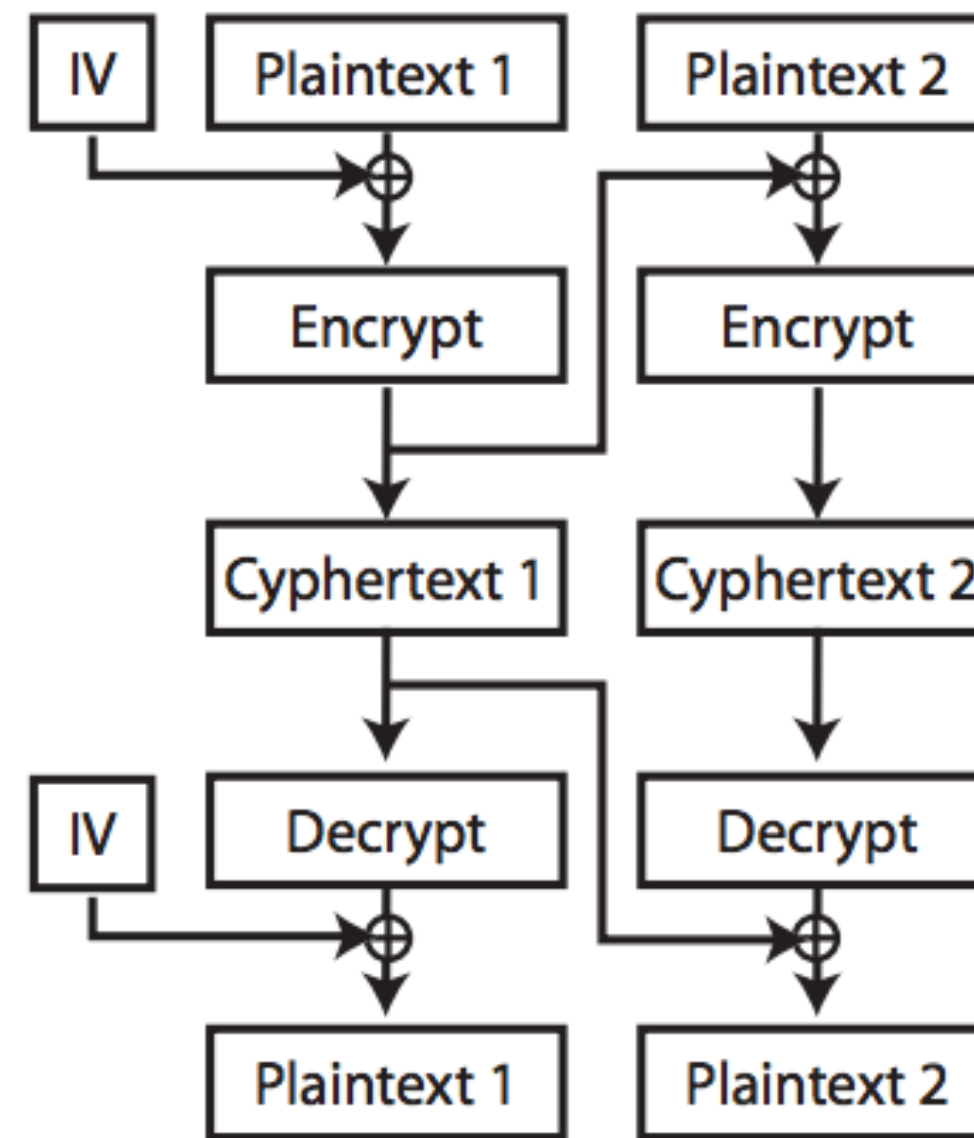 IV Plaintext 1 Plaintext 2
Encrypt Encrypt
Cyphertext 1 Cyphertext 2
IV Decrypt Decrypt
Plaintext 1 Plaintext 2